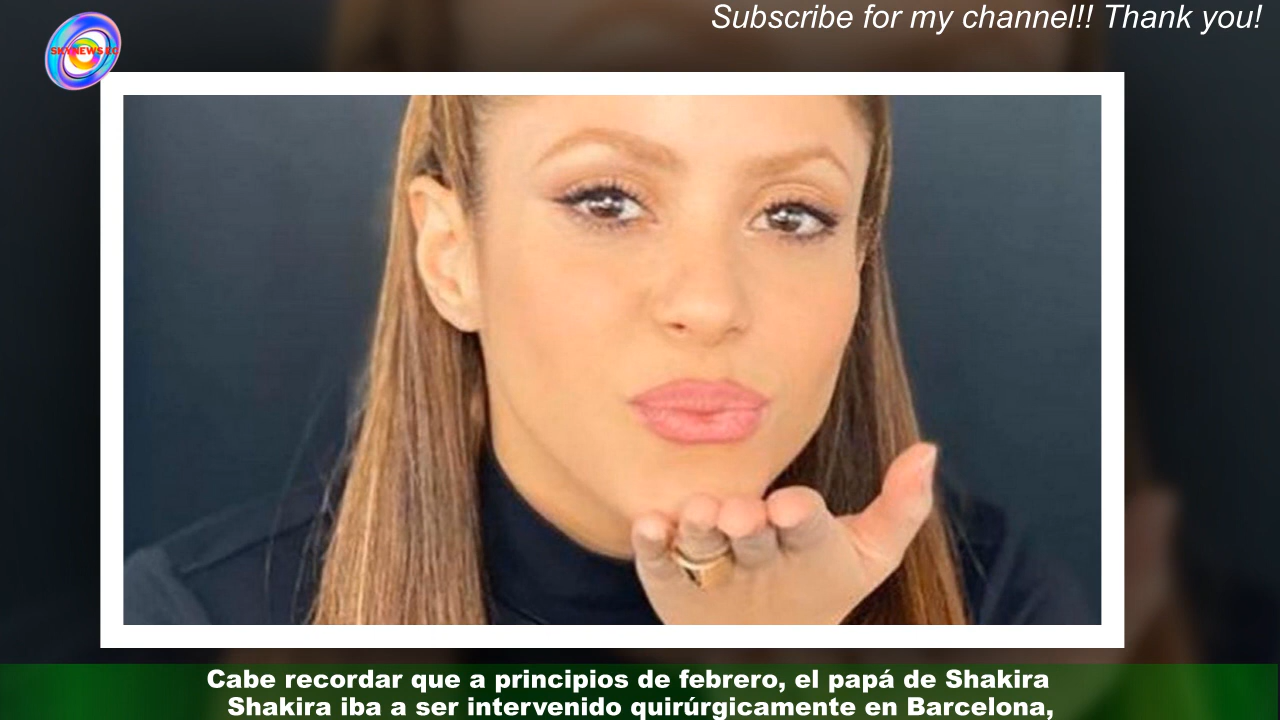 Subscribe for my channel!! Thank you!
Cabe recordar que a principios de febrero, el papá de Shakira
Shakira iba a ser intervenido quirúrgicamente en Barcelona,